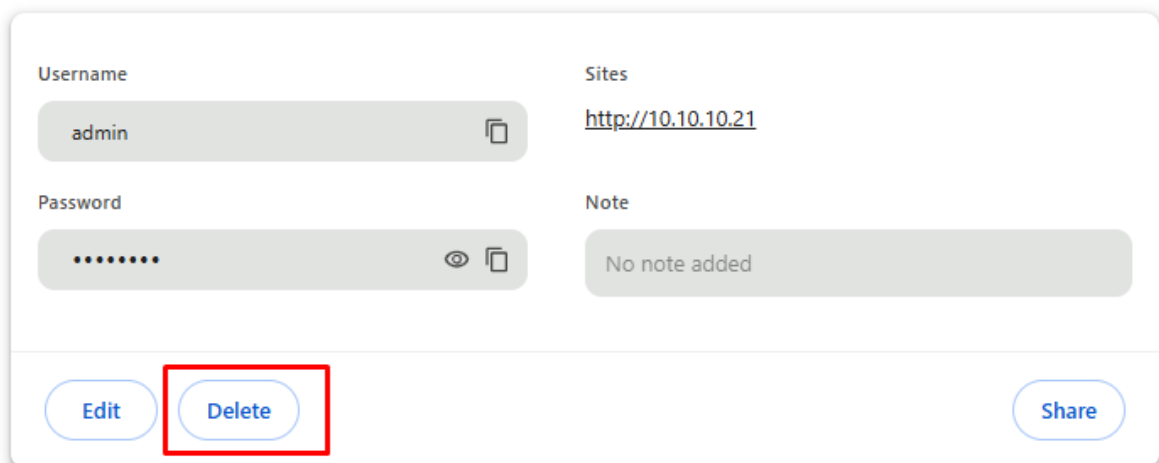 Username
admin
Sites
http://10.10.10.21
Password
••••••••
Note
No note added
Edit
Delete
Share